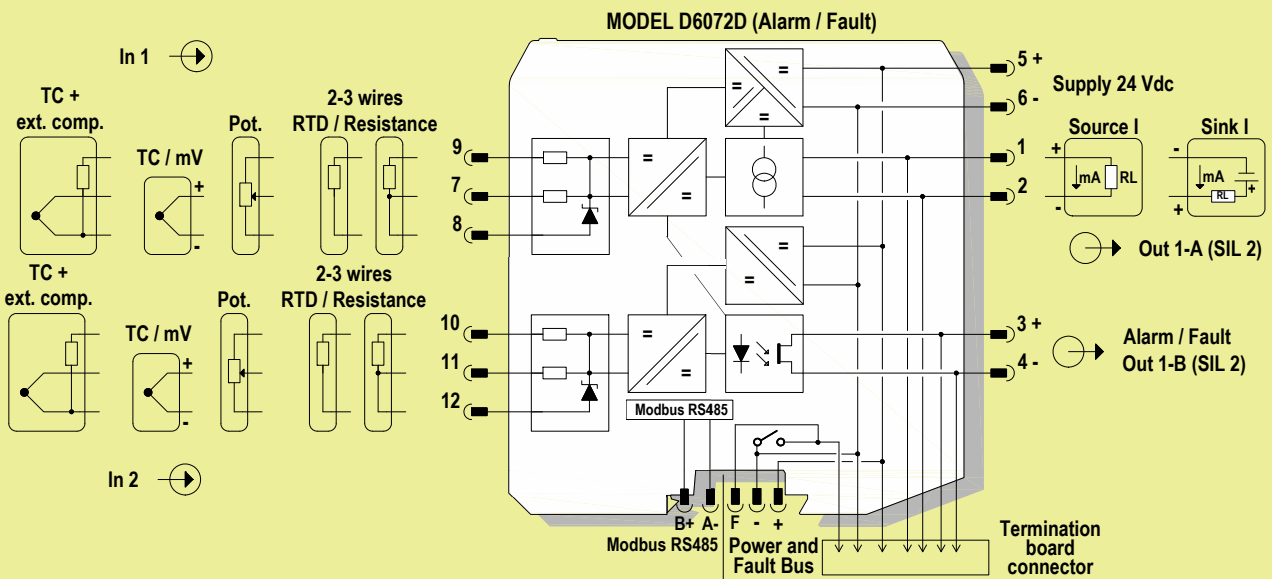 MODEL D6072D (Alarm / Fault)
In 1
TC +
ext. comp.
TC / mV
+
-
Pot.
2-3 wires
RTD / Resistance
9
7
8
=
=
=
=
=
5 +
6 -
Supply 24 Vdc
1
2
Source I
+
-
mA
RL
Sink I
-
+
mA
RL
+
Out 1-A (SIL 2)
=
=
TC +
ext. comp.
TC / mV
+
-
Pot.
2-3 wires
RTD / Resistance
10
11
12
=
=
3 +
4 -
Alarm / Fault
Out 1-B (SIL 2)
Modbus RS485
In 2
B+ A- F - +
Modbus RS485
Power and
Fault Bus
Termination
board
connector